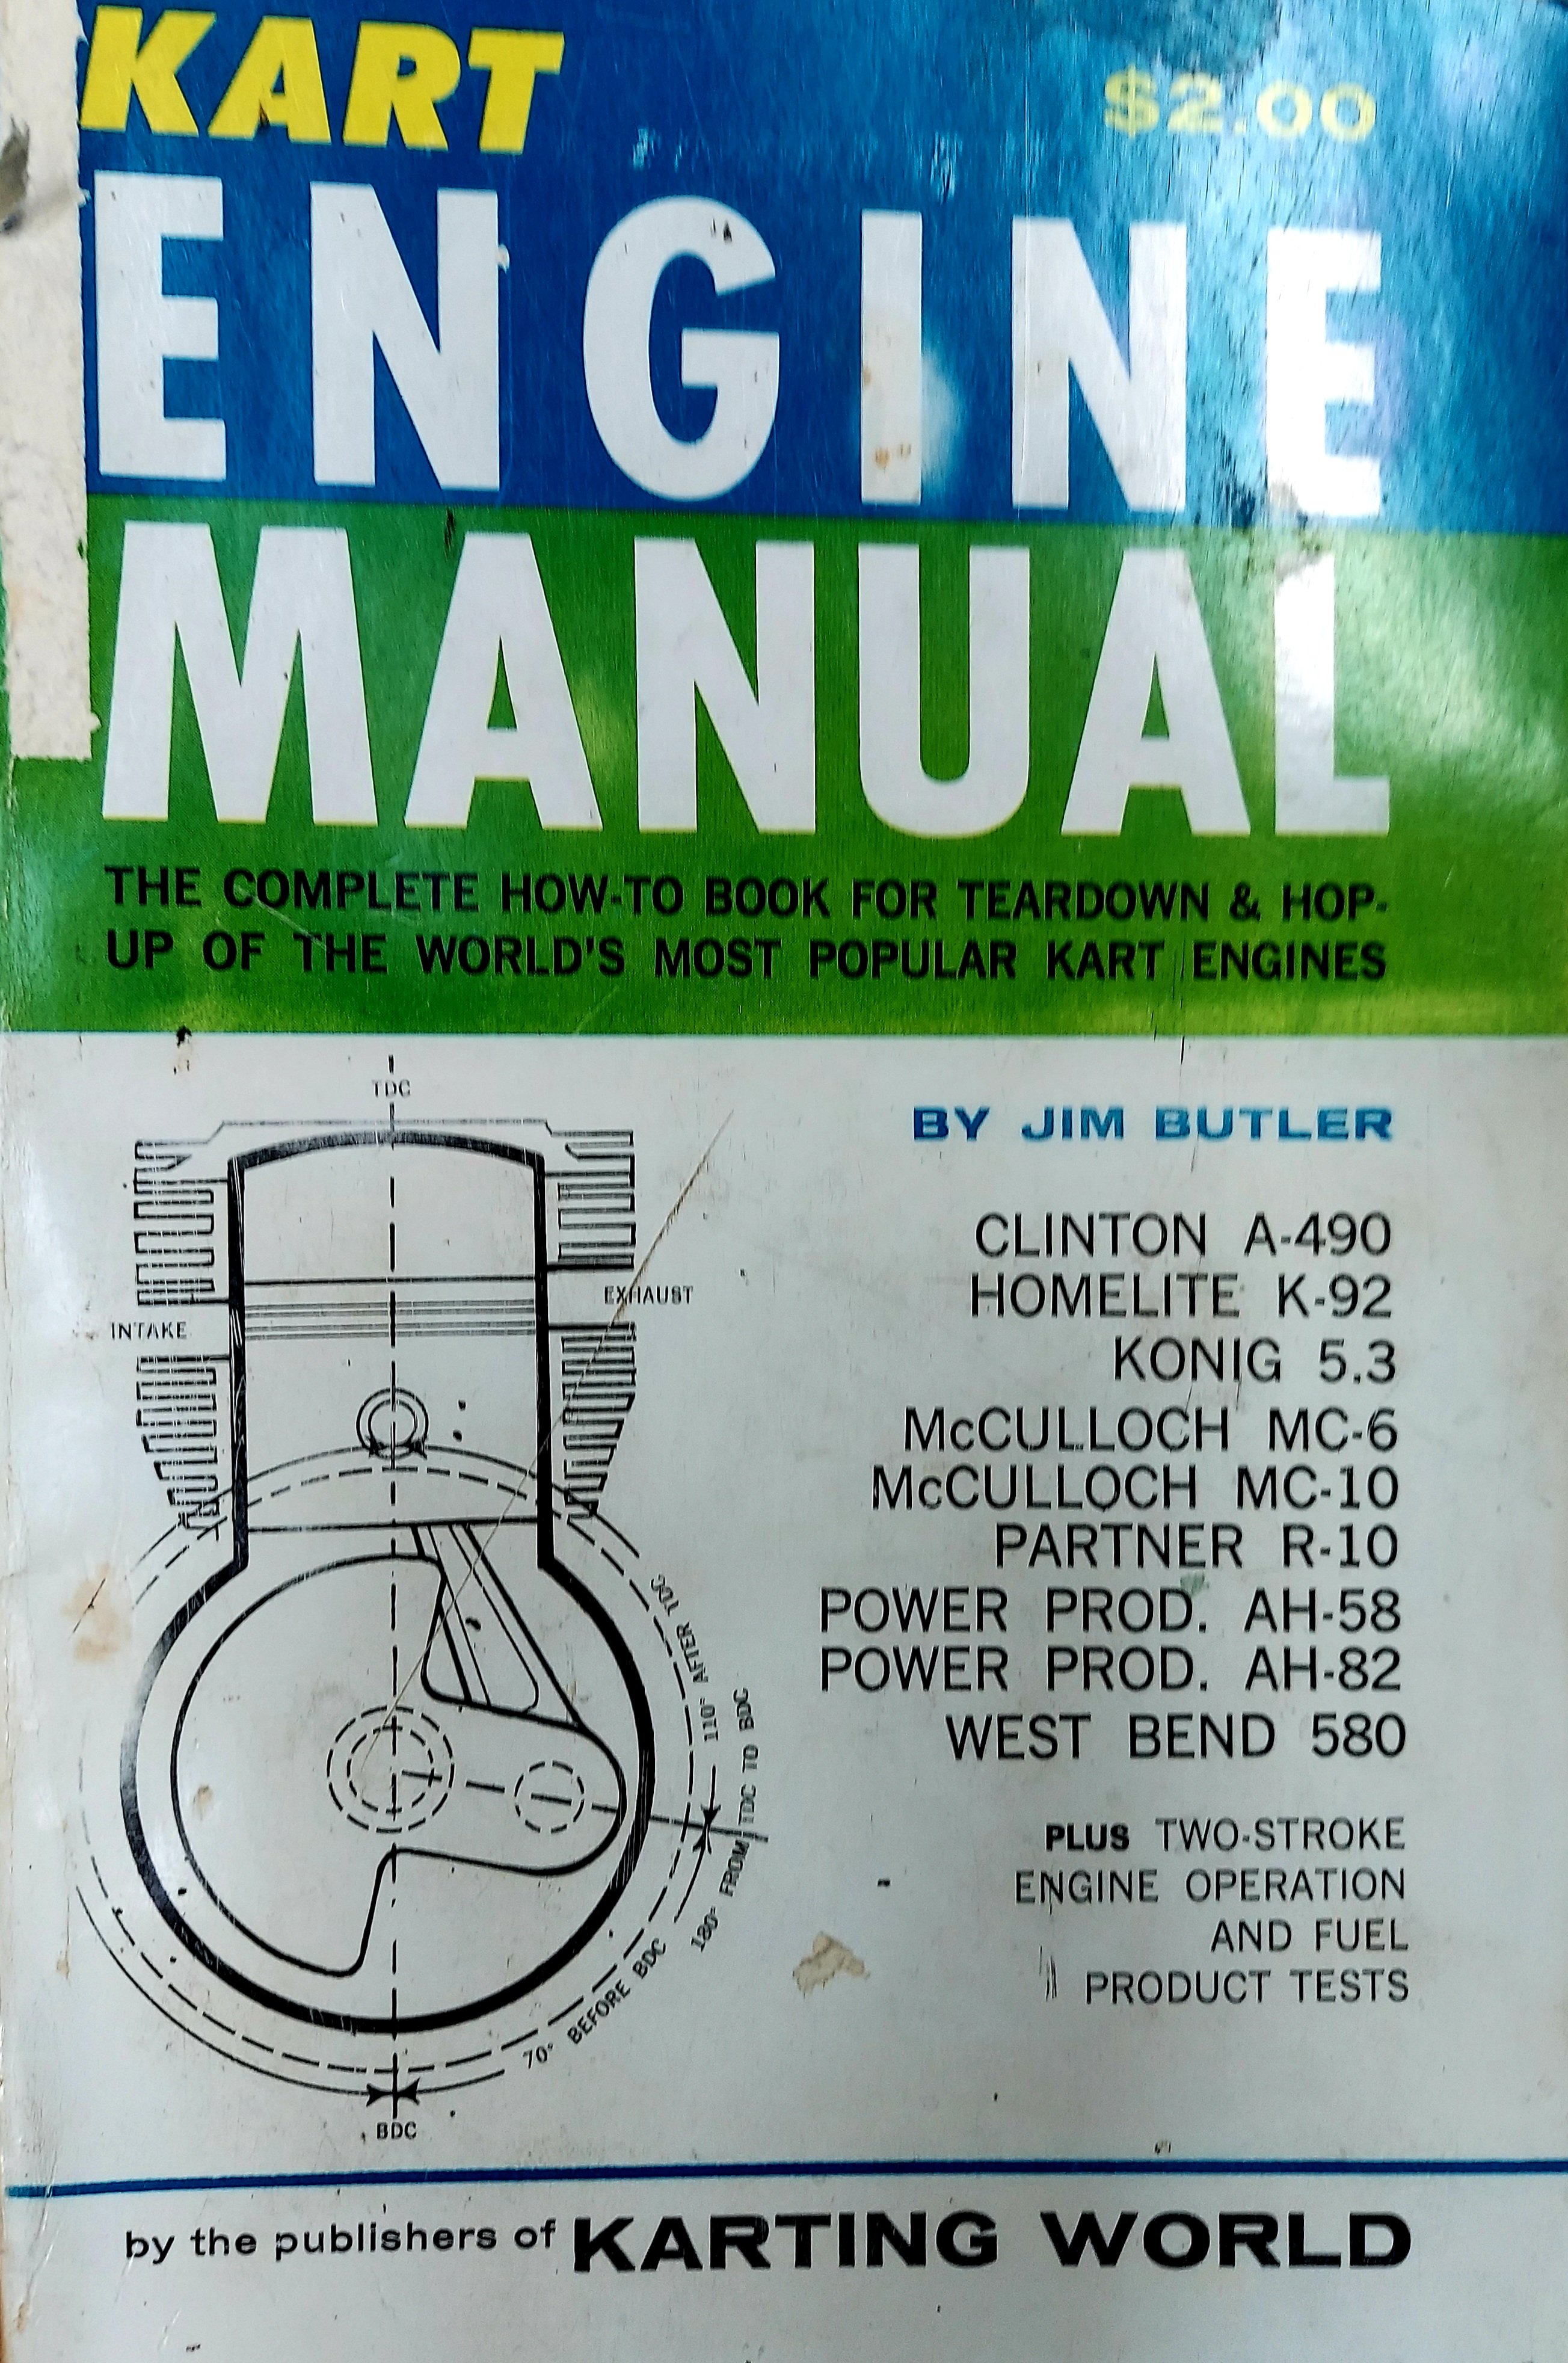 KART
$2.00
ENGINE
MANUAL
THE COMPLETE HOW-TO BOOK FOR TEARDOWN & HOP-
UP OF THE WORLD'S MOST POPULAR KART ENGINES
TDC
INTAKE
EXHAUST
110° AFTER TDC
180° FROM TDC TO BDC
70° BEFORE BDC
BDC
BY JIM BUTLER
CLINTON A-490
HOMELITE K-92
KONIG 5.3
McCULLOCH MC-6
McCULLOCH MC-10
PARTNER R-10
POWER PROD. AH-58
POWER PROD. AH-82
WEST BEND 580
PLUS TWO-STROKE
ENGINE OPERATION
AND FUEL
PRODUCT TESTS
by the publishers of KARTING WORLD